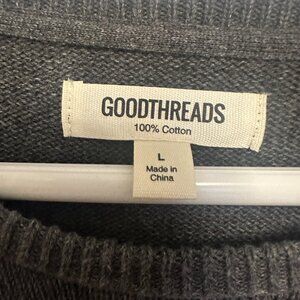 GOODTHREADS
100% Cotton
L
Made in
China